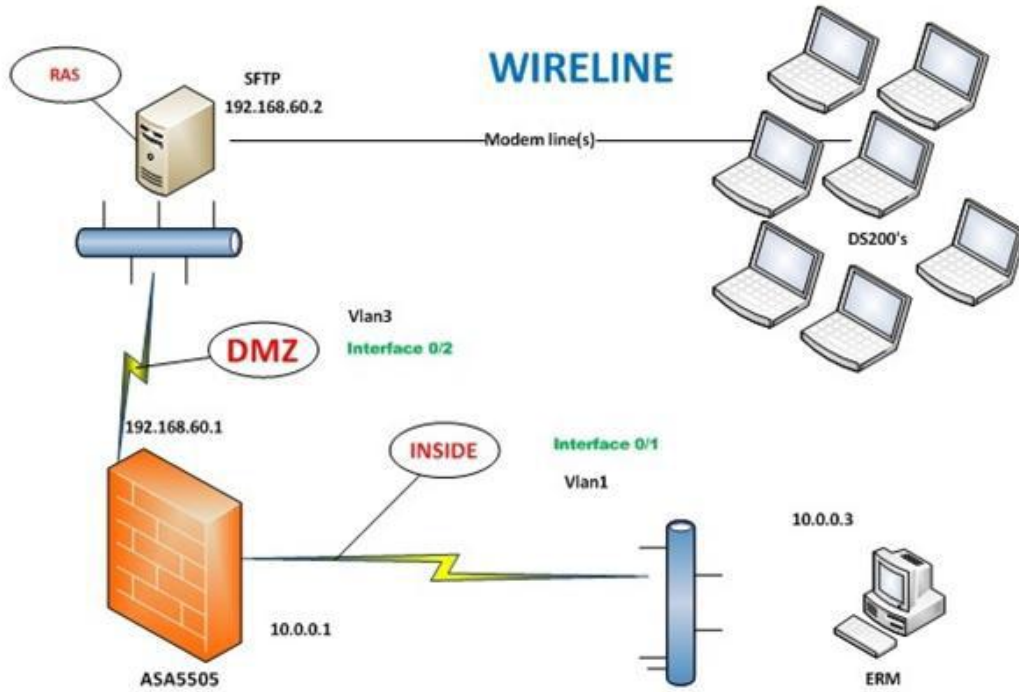 WIRELINE
RAS
SFTP
192.168.60.2
Modem line(s)
DS200's
Vlan3
DMZ
Interface 0/2
192.168.60.1
INSIDE
Interface 0/1
Vlan1
10.0.0.3
10.0.0.1
ASA5505
ERM